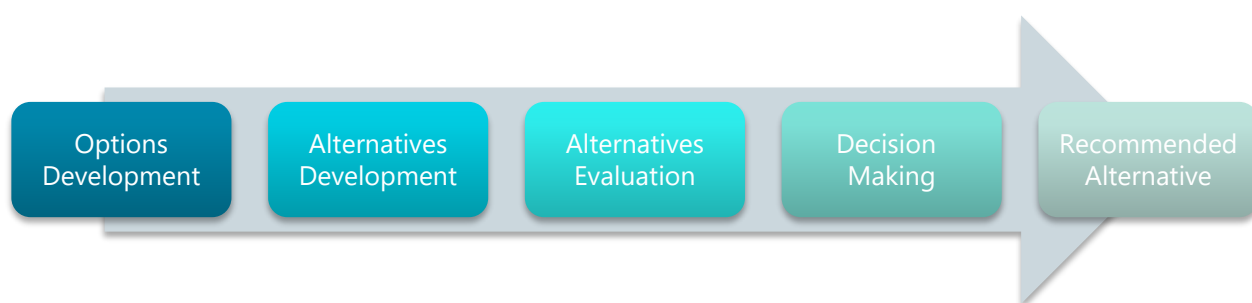 Options
Development
Alternatives
Development
Alternatives
Evaluation
Decision
Making
Recommended
Alternative